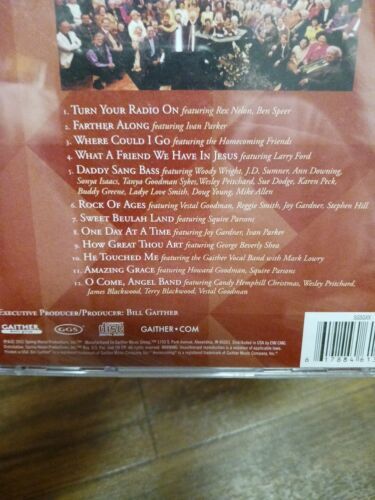 1. TURN YOUR RADIO ON featuring Rex Nelon, Ben Speer
2. FARTHER ALONG featuring Ivan Parker
3. WHERE COULD I GO featuring the Homecoming Friends
4. WHAT A FRIEND WE HAVE IN JESUS featuring Larry Ford
5. DADDY SANG BASS featuring Woody Wright, J.D. Sumner, Ann Downing,
Sonya Isaacs, Tanya Goodman Sykes, Wesley Pritchard, Sue Dodge, Karen Peck,
Buddy Greene, Ladye Love Smith, Doug Young, Mike Allen
6. ROCK OF AGES featuring Vestal Goodman, Reggie Smith, Joy Gardner, Stephen Hill
7. SWEET BEULAH LAND featuring Squire Parsons
8. ONE DAY AT A TIME featuring Joy Gardner, Ivan Parker
9. HOW GREAT THOU ART featuring George Beverly Shea
10. HE TOUCHED ME featuring the Gaither Vocal Band with Mark Lowry
11. AMAZING GRACE featuring Howard Goodman, Squire Parsons
12. O COME, ANGEL BAND featuring Candy Hemphill Christmas, Wesley Pritchard,
James Blackwood, Terry Blackwood, Vestal Goodman
EXECUTIVE PRODUCER/PRODUCER: BILL GAITHER
GAITHER
GGS
GAITHER•COM